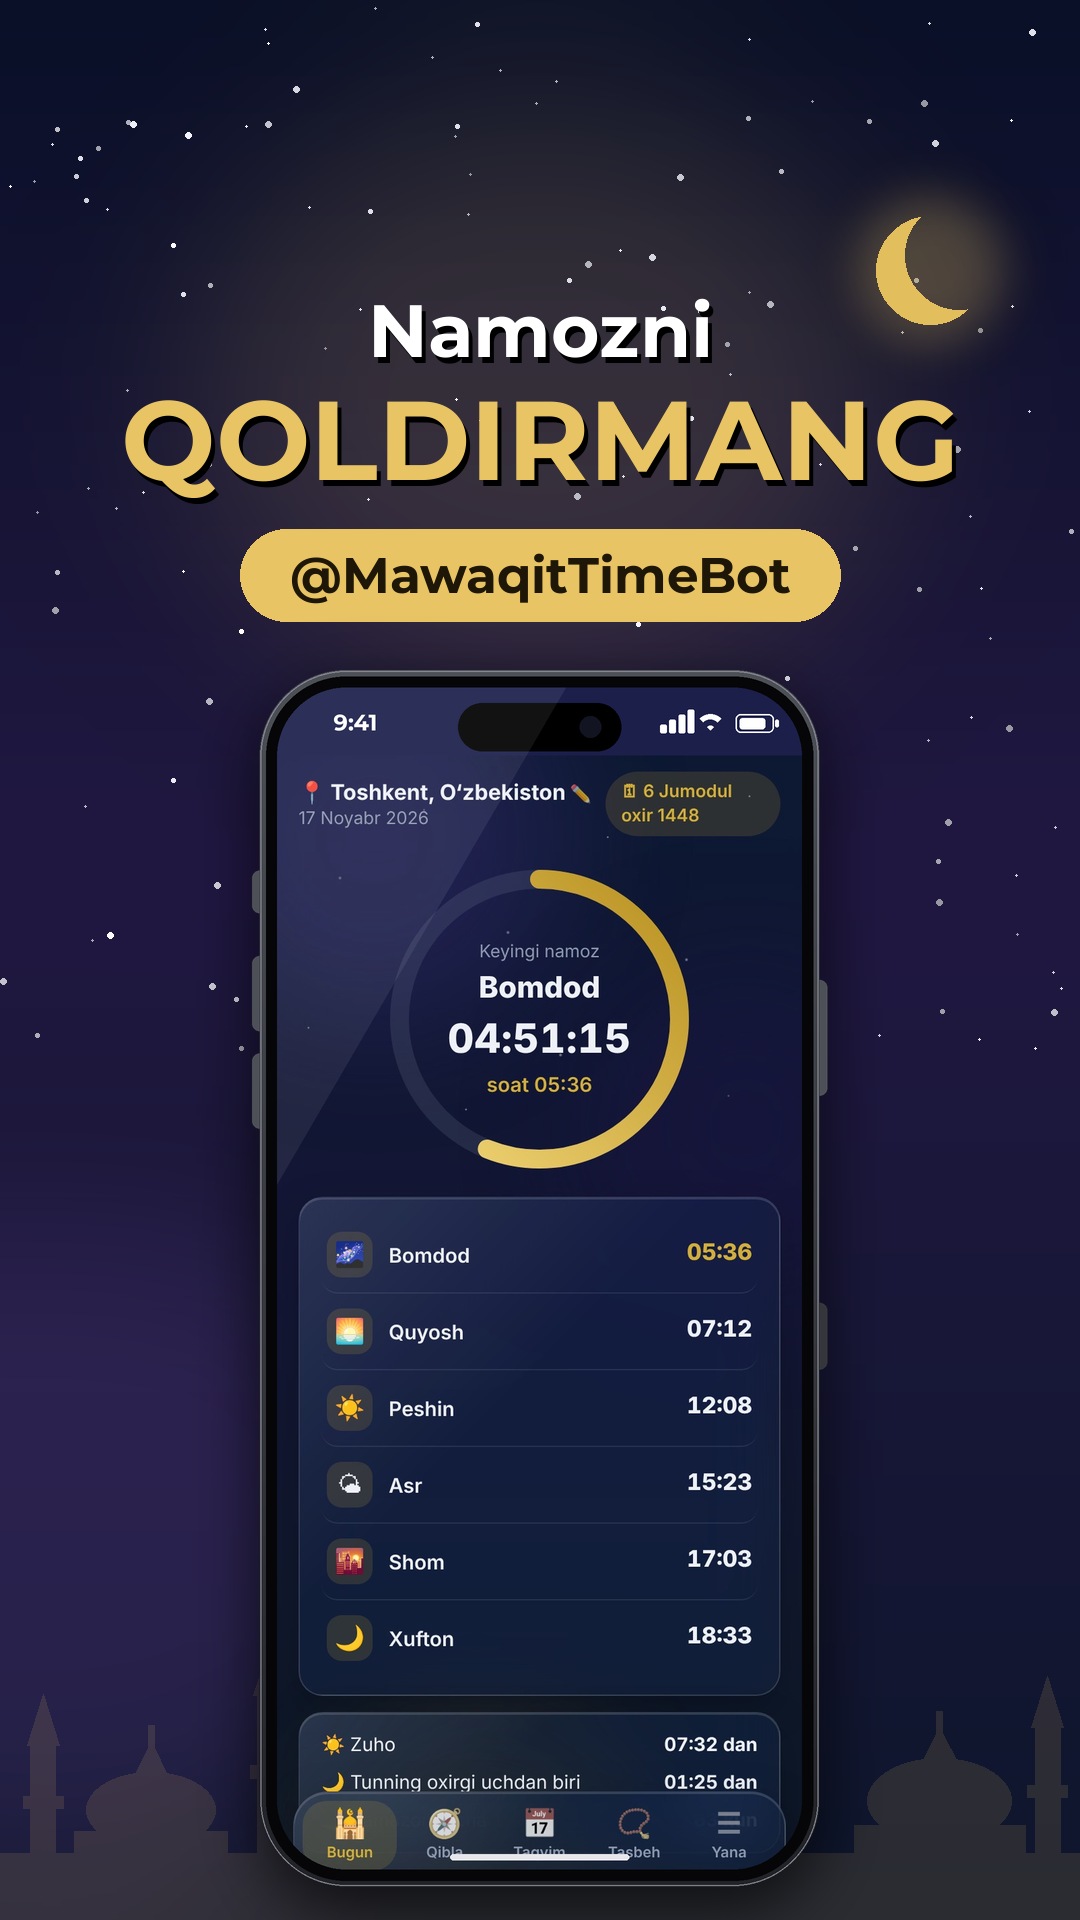 Namozni
QOLDIRMANG
@MawaqitTimeBot
9:41
Toshkent, O‘zbekiston
17 Noyabr 2026
6 Jumodul
oxir 1448
Keyingi namoz
Bomdod
04:51:15
soat 05:36
Bomdod 05:36
Quyosh 07:12
Peshin 12:08
Asr 15:23
Shom 17:03
Xufton 18:33
Zuho 07:32 dan
Tunning oxirgi uchdan biri 01:25 dan
July
17
Bugun Qibla Taqvim Tasbeh Yana